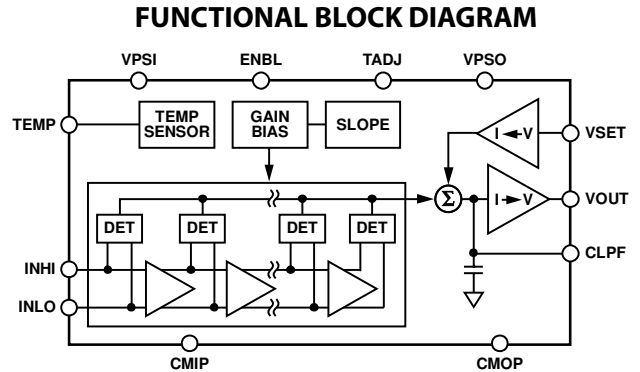 FUNCTIONAL BLOCK DIAGRAM
VPSI ENBL TADJ VPSO
TEMP
TEMP
SENSOR
GAIN
BIAS
SLOPE
I V
VSET
Σ
I V
VOUT
DET DET DET DET
CLPF
INHI
INLO
CMIP CMOP